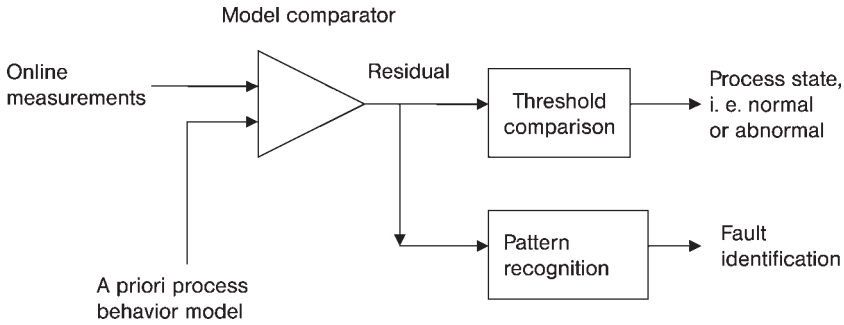 Model comparator
Online
measurements
Residual
Threshold
comparison
Process state,
i. e. normal
or abnormal
Pattern
recognition
Fault
identification
A priori process
behavior model